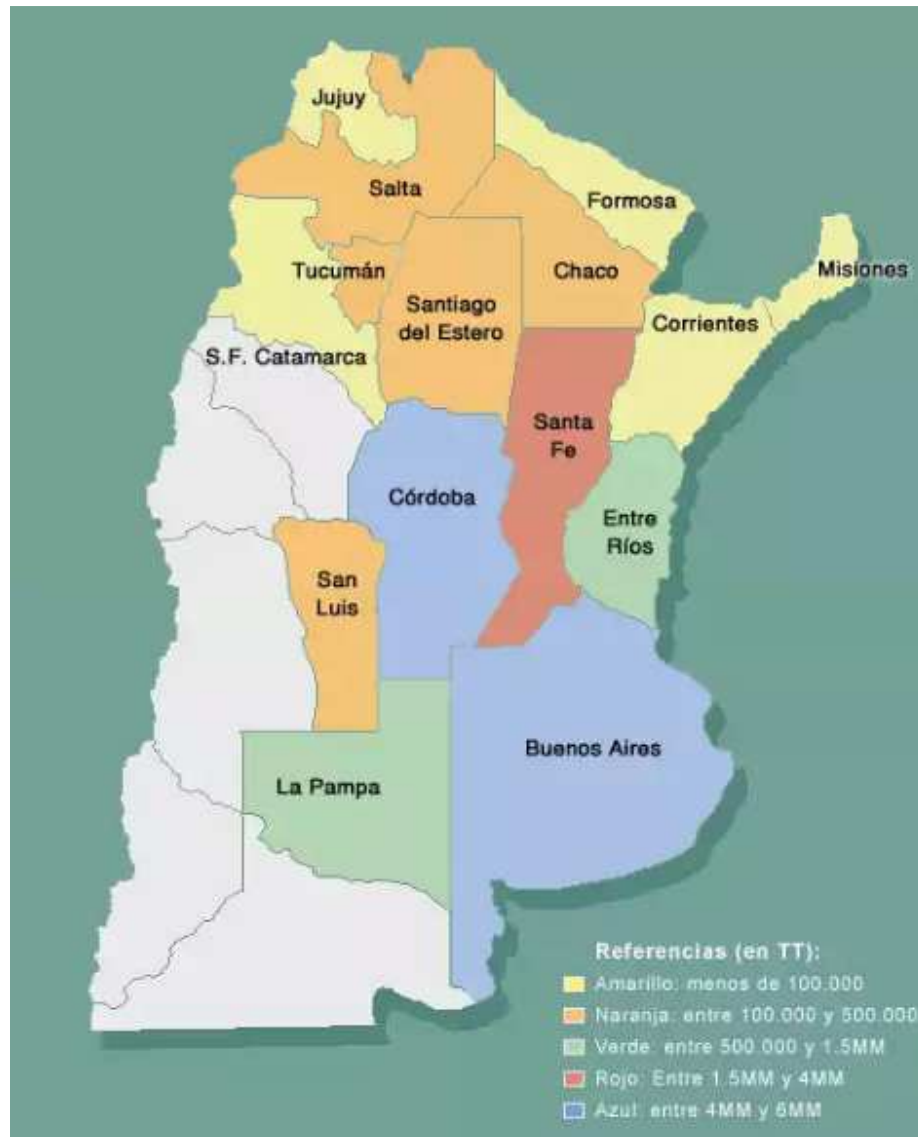 Jujuy
Salta
Formosa
Tucumán
Chaco
Misiones
Santiago
del Estero
Corrientes
S.F. Catamarca
Santa
Fe
Córdoba
Entre
Ríos
San
Luis
Buenos Aires
La Pampa
Referencias (en TT):
Amarillo: menos de 100.000
Naranja: entre 100.000 y 500.000
Verde: entre 500.000 y 1.5MM
Rojo: Entre 1.5MM y 4MM
Azul: entre 4MM y 6MM